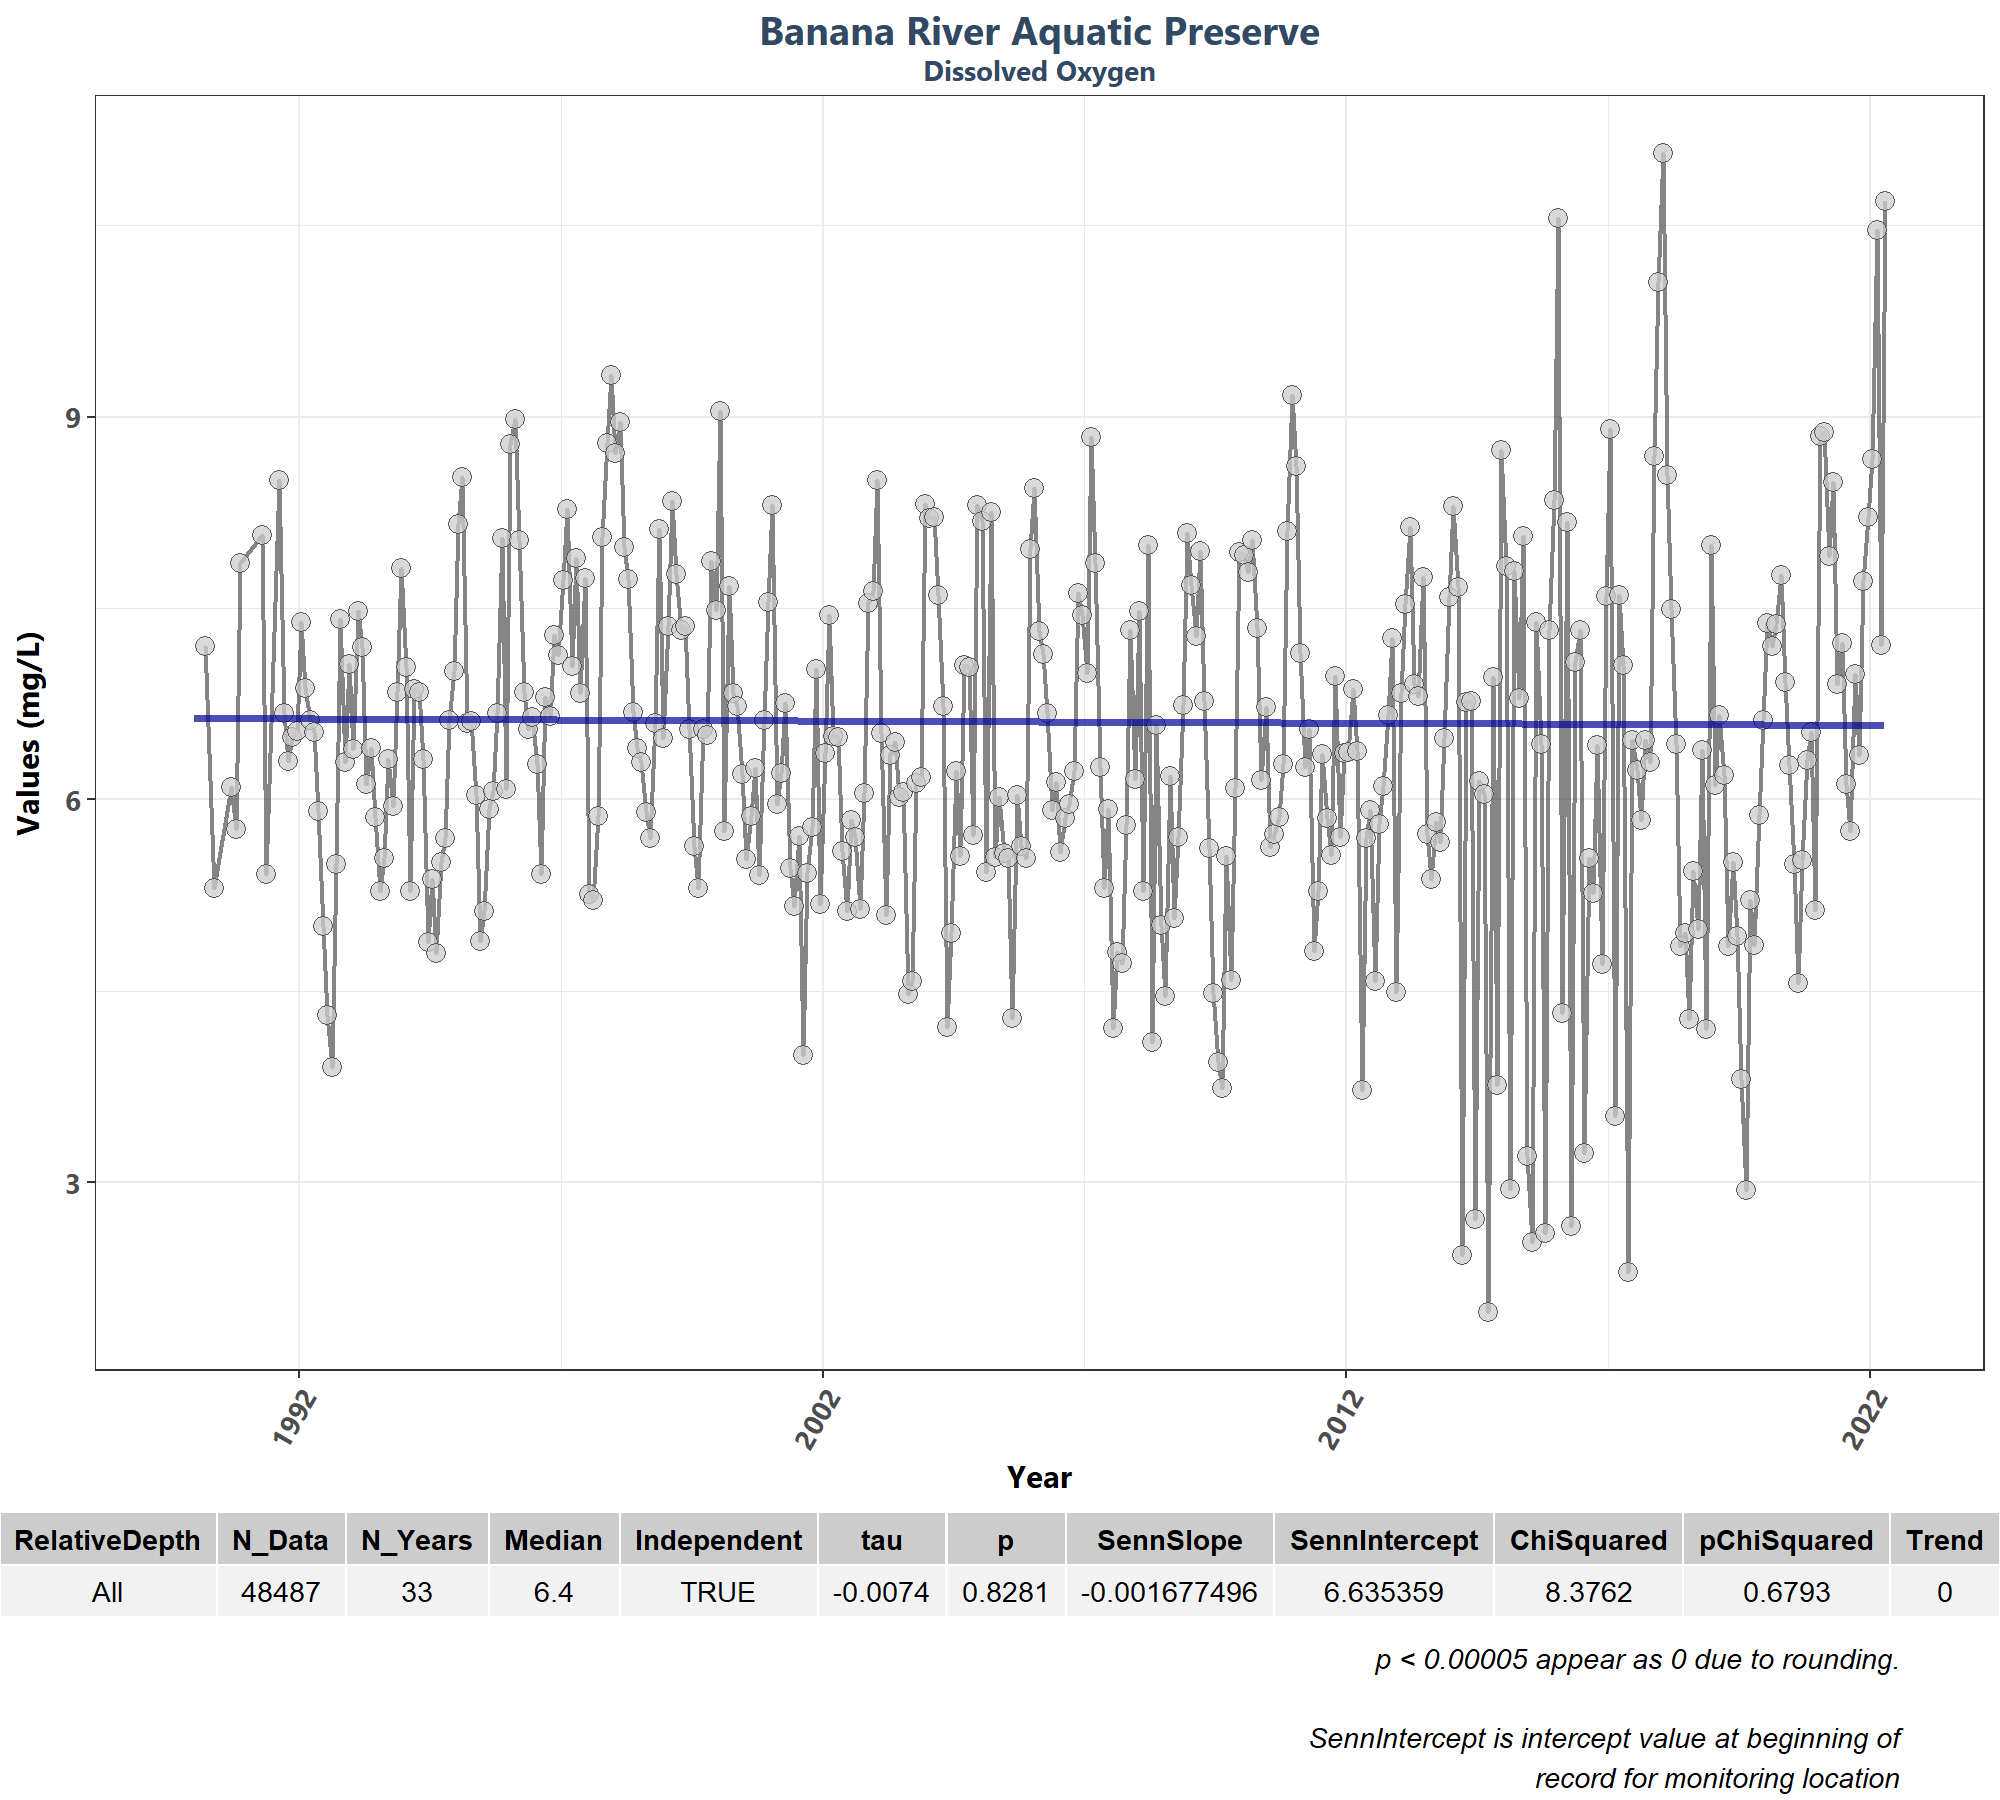 Banana River Aquatic Preserve
Dissolved Oxygen
Values (mg/L)
9
6
3
1992
2002
2012
2022
Year
RelativeDepth N_Data N_Years Median Independent tau p SennSlope SennIntercept ChiSquared pChiSquared Trend
All 48487 33 6.4 TRUE -0.0074 0.8281 -0.001677496 6.635359 8.3762 0.6793 0
p < 0.00005 appear as 0 due to rounding.
SennIntercept is intercept value at beginning of
record for monitoring location